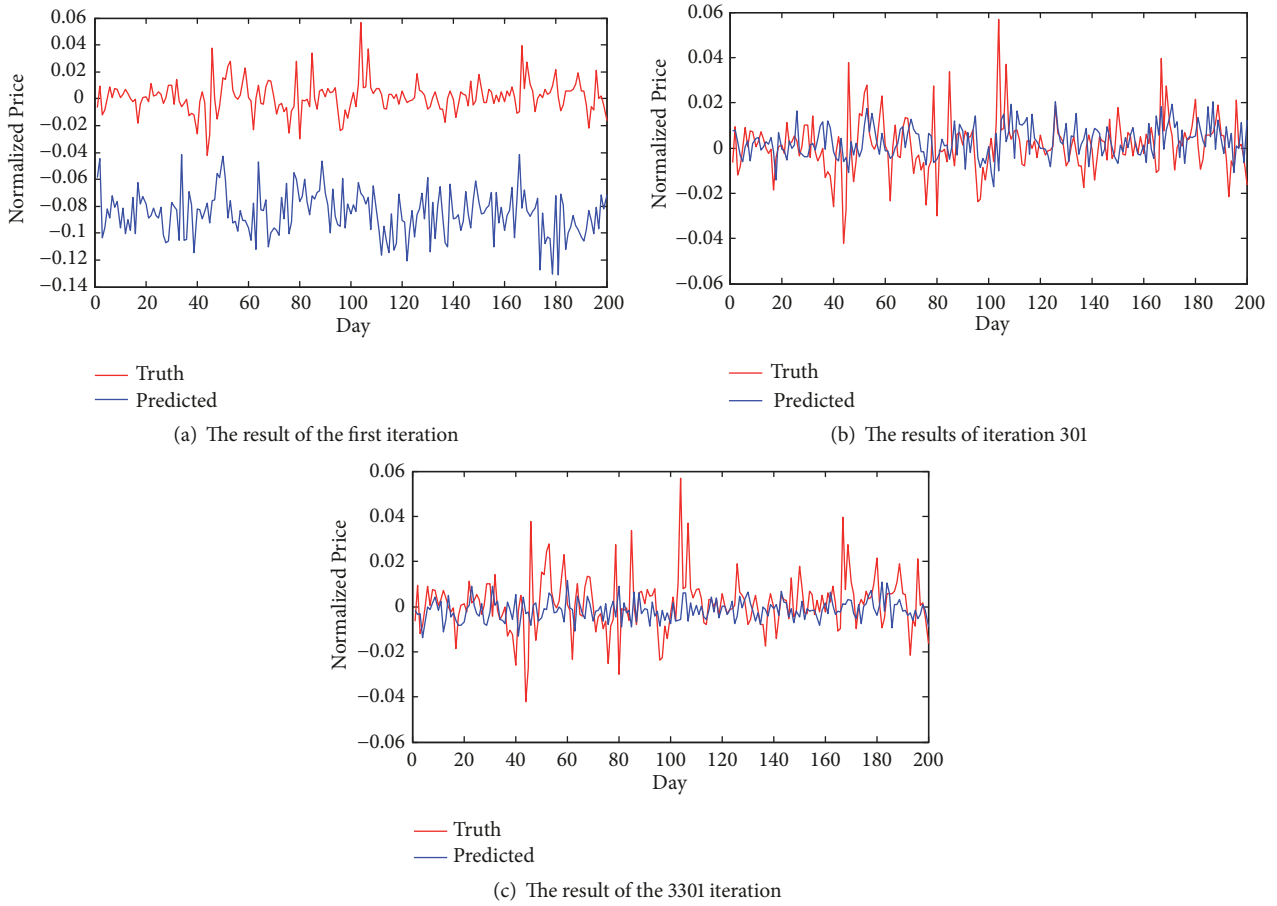 0.06
0.04
0.02
0
−0.02
−0.04
−0.06
−0.08
−0.1
−0.12
−0.14
Normalized Price
0 20 40 60 80 100 120 140 160 180 200
Day
Truth
Predicted
(a) The result of the first iteration
0.06
0.04
0.02
0
−0.02
−0.04
−0.06
Normalized Price
0 20 40 60 80 100 120 140 160 180 200
Day
Truth
Predicted
(b) The results of iteration 301
0.06
0.04
0.02
0
−0.02
−0.04
−0.06
Normalized Price
0 20 40 60 80 100 120 140 160 180 200
Day
Truth
Predicted
(c) The result of the 3301 iteration